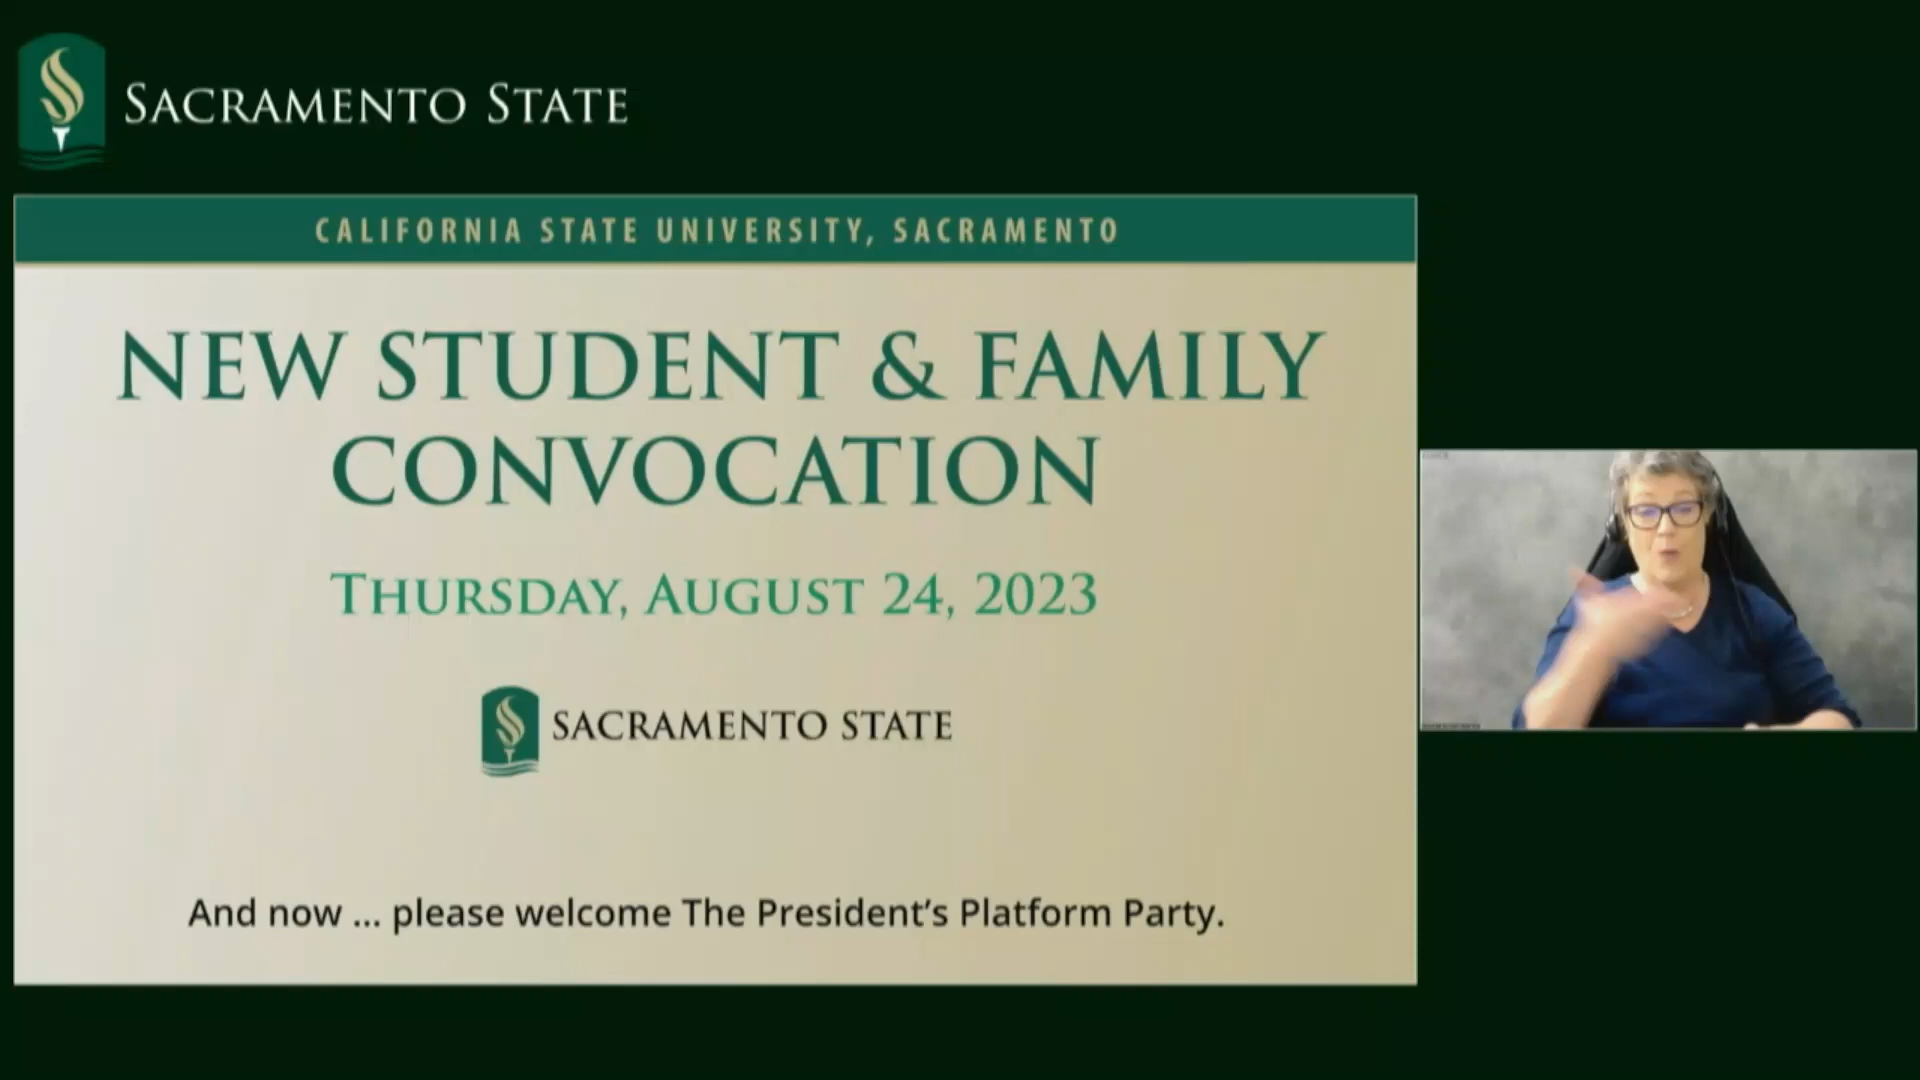 SACRAMENTO STATE
CALIFORNIA STATE UNIVERSITY, SACRAMENTO
NEW STUDENT & FAMILY
CONVOCATION
THURSDAY, AUGUST 24, 2023
SACRAMENTO STATE
And now ... please welcome The President’s Platform Party.